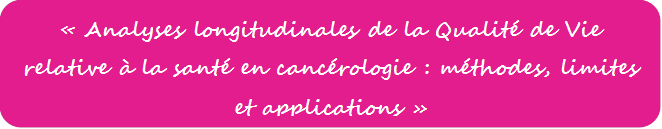 « Analyses longitudinales de la Qualité de Vie
relative à la santé en cancérologie : méthodes, limites
et applications »